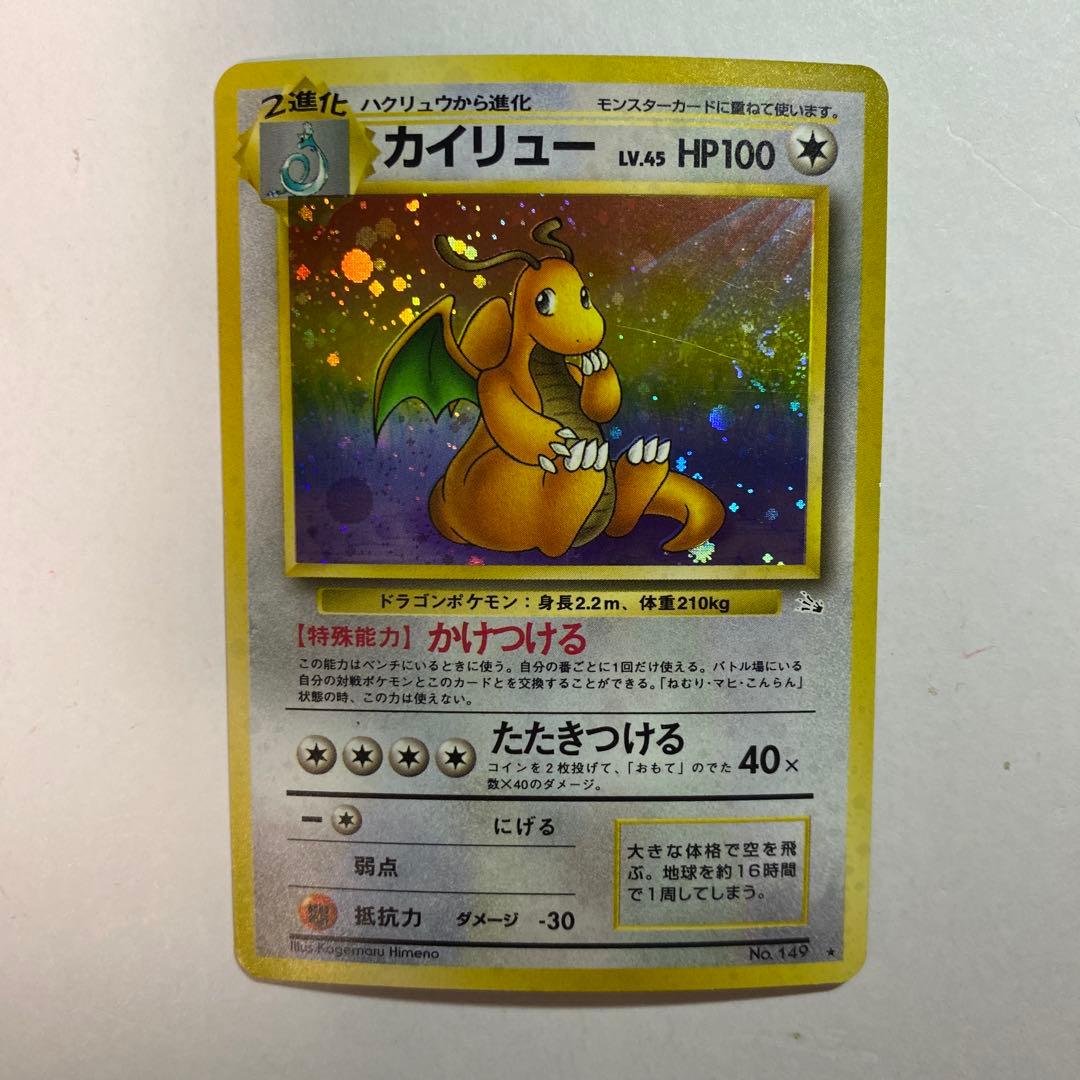 2進化 ハクリュウから進化 モンスターカードに重ねて使います。
カイリュー LV.45 HP100
ドラゴンポケモン：身長2.2m、体重210kg
【特殊能力】 かけつける
この能力はベンチにいるときに使う。自分の番ごとに1回だけ使える。バトル場にいる
自分の対戦ポケモンとこのカードとを交換することができる。「ねむり・マヒ・こんらん」
状態の時、この力は使えない。
たたきつける
コインを2枚投げて、「おもて」のでた
数×40のダメージ。
40×
− にげる
弱点
抵抗力 ダメージ -30
大きな体格で空を飛
ぶ。地球を約16時間
で1周してしまう。
Illus. Kagemaru Himeno
No. 149 ★